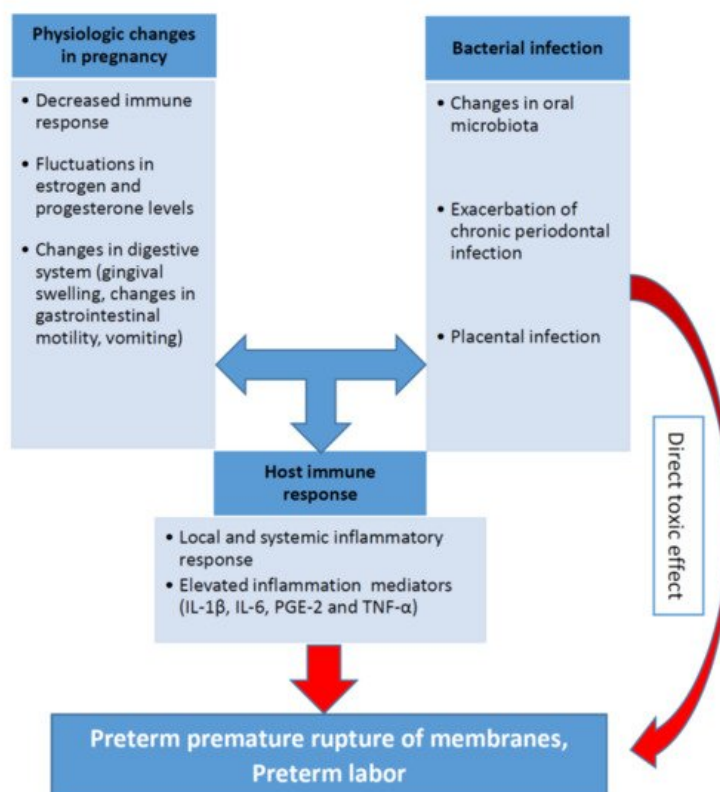 Physiologic changes
in pregnancy
• Decreased immune
response
• Fluctuations in
estrogen and
progesterone levels
• Changes in digestive
system (gingival
swelling, changes in
gastrointestinal
motility, vomiting)
Bacterial infection
• Changes in oral
microbiota
• Exacerbation of
chronic periodontal
infection
• Placental infection
Direct toxic effect
Host immune
response
• Local and systemic inflammatory
response
• Elevated inflammation mediators
(IL-1β, IL-6, PGE-2 and TNF-α)
Preterm premature rupture of membranes,
Preterm labor